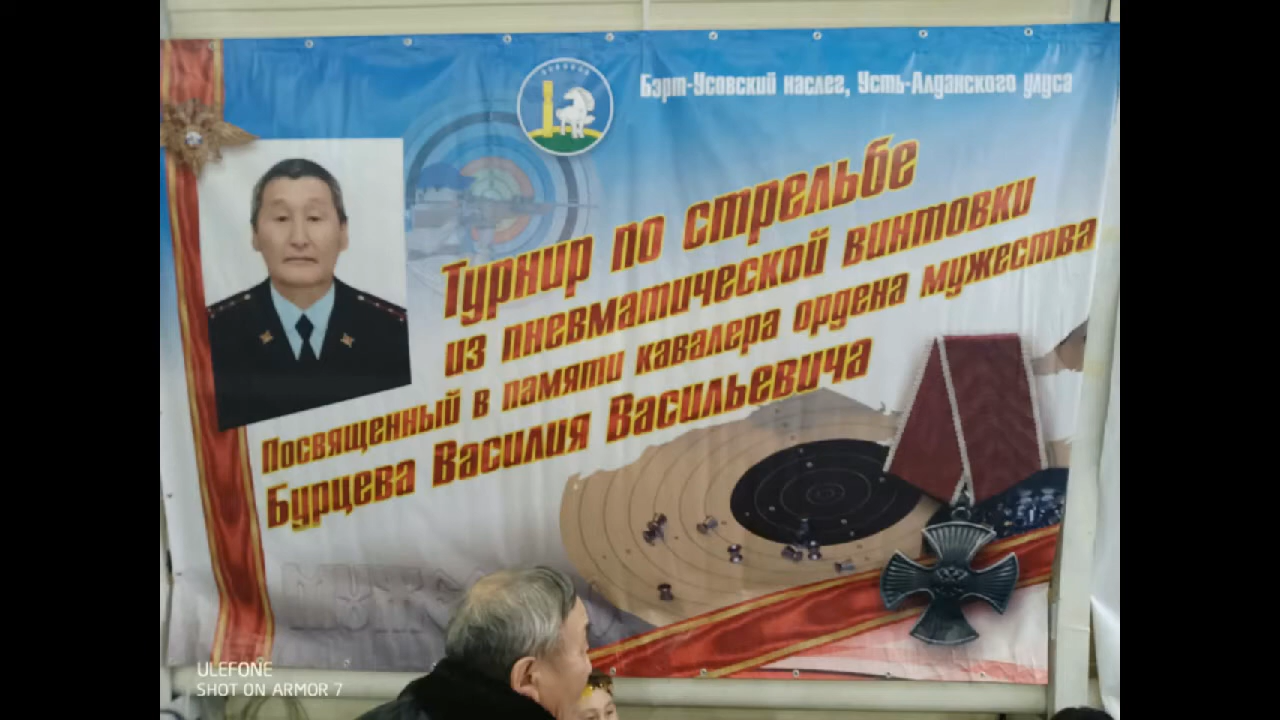 Бэрт-Усовский наслег, Усть-Алданского улуса
Турнир по стрельбе
из пневматической винтовки
Посвященный в памяти кавалера ордена мужества
Бурцева Василия Васильевича
ULEFONE
SHOT ON ARMOR 7